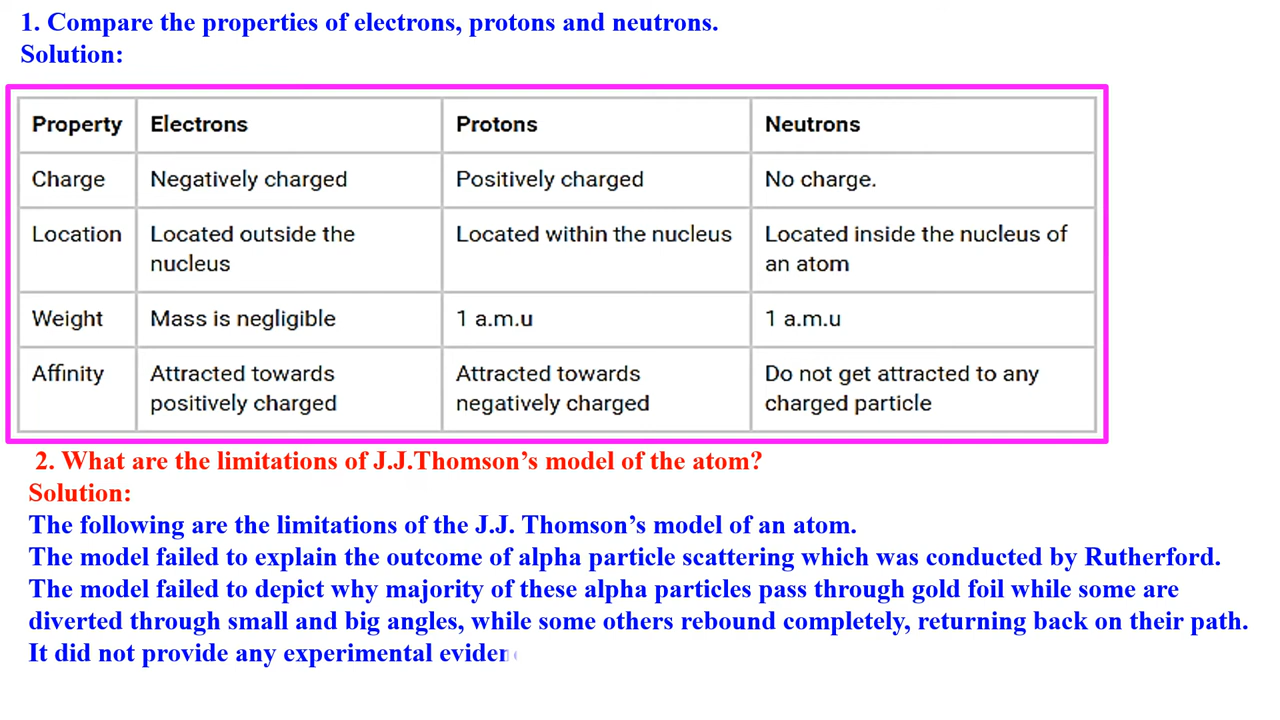 1. Compare the properties of electrons, protons and neutrons.
Solution:
Property Electrons Protons Neutrons
Charge Negatively charged Positively charged No charge.
Location Located outside the Located within the nucleus Located inside the nucleus of
nucleus an atom
Weight Mass is negligible 1 a.m.u 1 a.m.u
Affinity Attracted towards Attracted towards Do not get attracted to any
positively charged negatively charged charged particle
2. What are the limitations of J.J.Thomson's model of the atom?
Solution:
The following are the limitations of the J.J. Thomson's model of an atom.
The model failed to explain the outcome of alpha particle scattering which was conducted by Rutherford.
The model failed to depict why majority of these alpha particles pass through gold foil while some are
diverted through small and big angles, while some others rebound completely, returning back on their path.
It did not provide any experimental